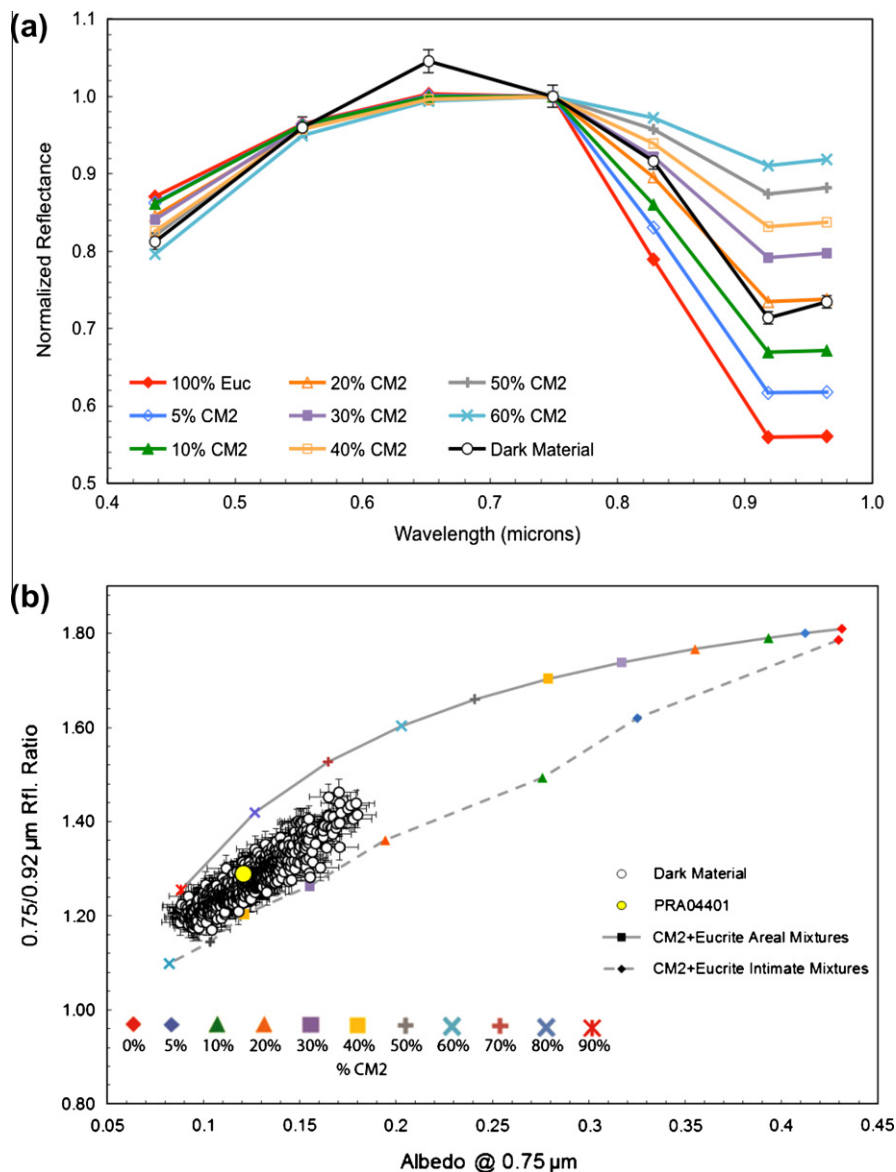 (a)
Normalized Reflectance
1.1
1.0
0.9
0.8
0.7
0.6
0.5
100% Euc 20% CM2 50% CM2
5% CM2 30% CM2 60% CM2
10% CM2 40% CM2 Dark Material
0.4 0.5 0.6 0.7 0.8 0.9 1.0
Wavelength (microns)
(b)
0.75/0.92 µm Rfl. Ratio
1.80
1.60
1.40
1.20
1.00
0.80
Dark Material
PRA04401
CM2+Eucrite Areal Mixtures
CM2+Eucrite Intimate Mixtures
0% 5% 10% 20% 30% 40% 50% 60% 70% 80% 90%
% CM2
0.05 0.1 0.15 0.2 0.25 0.3 0.35 0.4 0.45
Albedo @ 0.75 µm